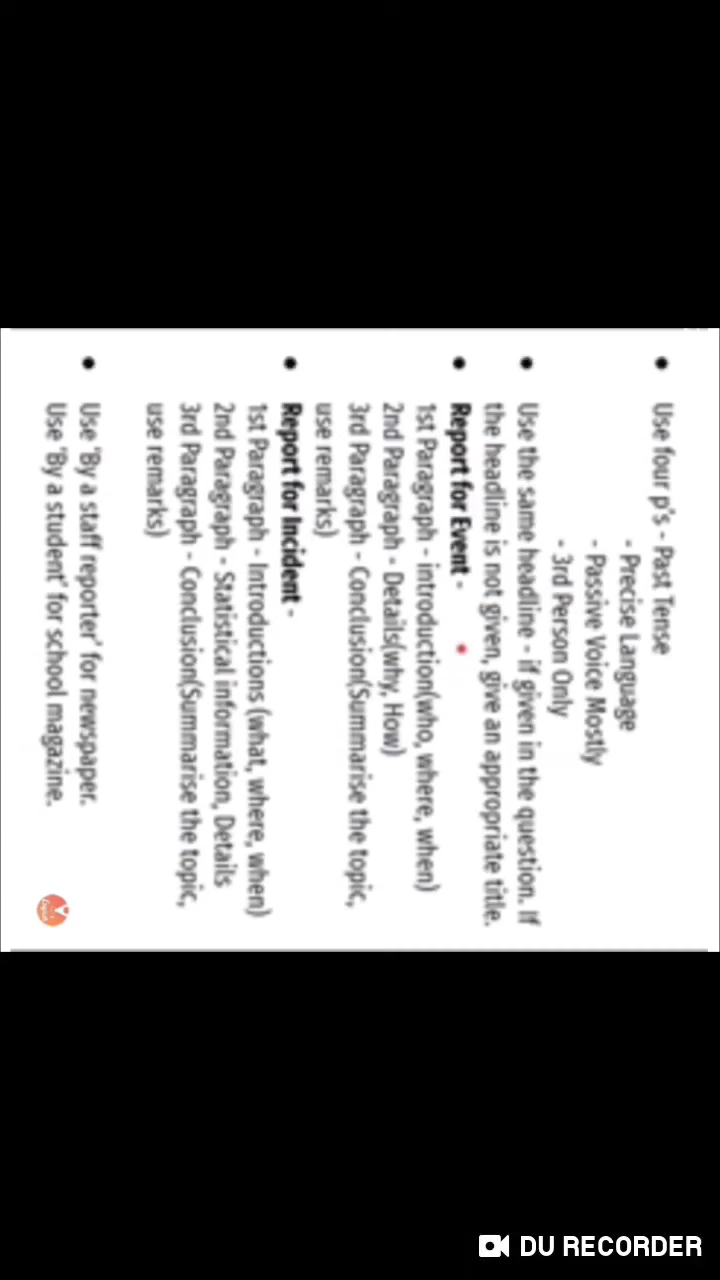 • Use four p's - Past Tense
- Precise Language
- Passive Voice Mostly
- 3rd Person Only
• Use the same headline - if given in the question. If
the headline is not given, give an appropriate title.
• Report for Event -
1st Paragraph - introduction(who, where, when)
2nd Paragraph - Details(why, How)
3rd Paragraph - Conclusion(Summarise the topic,
use remarks)
• Report for Incident -
1st Paragraph - Introductions (what, where, when)
2nd Paragraph - Statistical information, Details
3rd Paragraph - Conclusion(Summarise the topic,
use remarks)
• Use 'By a staff reporter' for newspaper.
Use 'By a student' for school magazine.
DU RECORDER